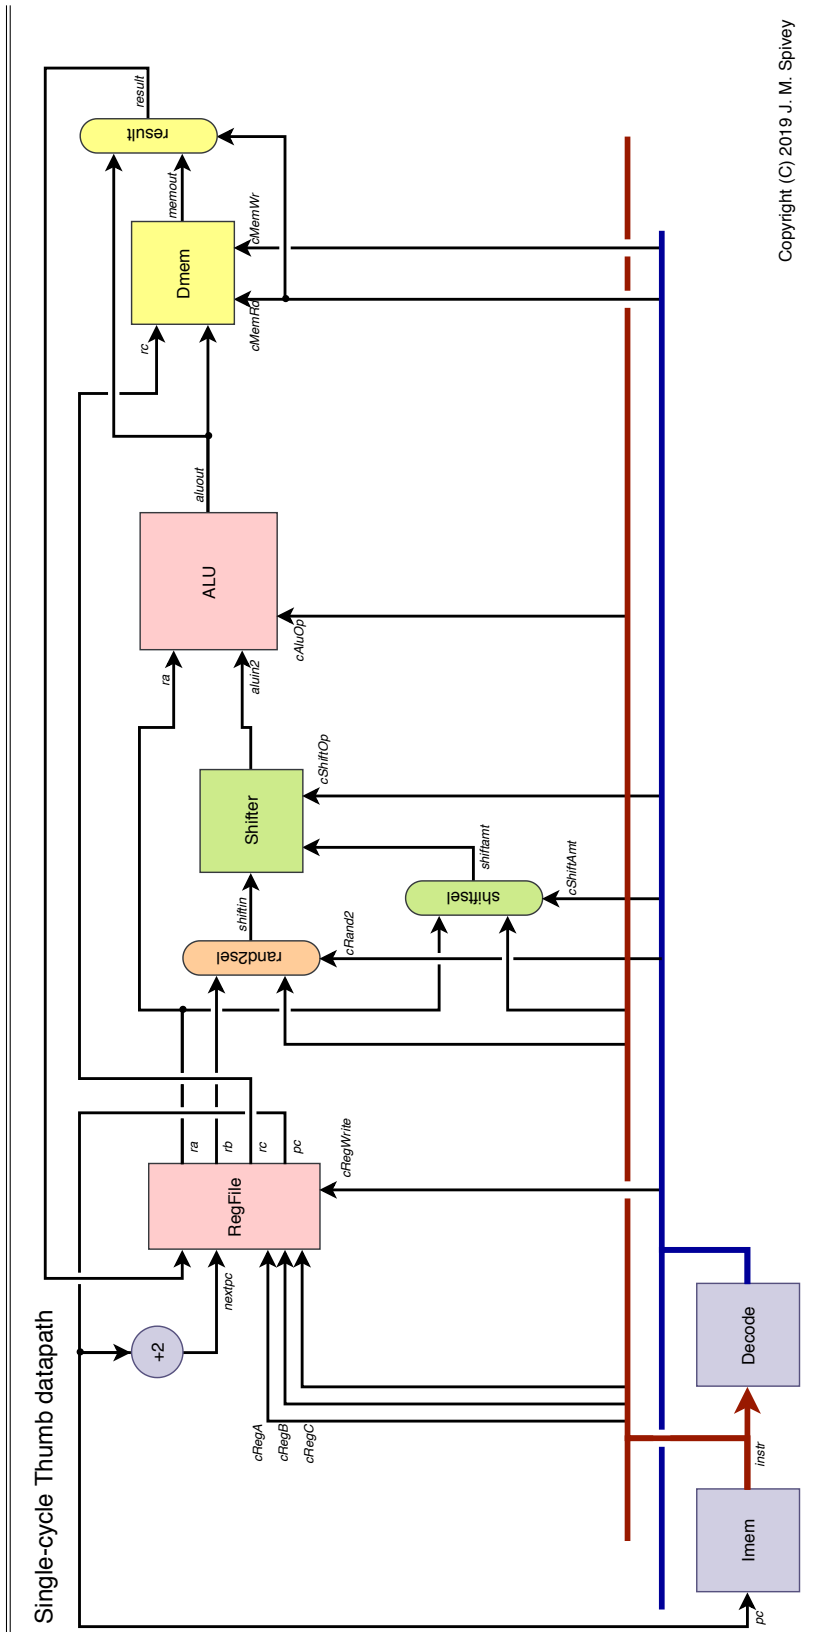 Single-cycle Thumb datapath
result
result
memout
cMemWr
Dmem
cMemRd
rc
aluout
ALU
cAluOp
ra
aluin2
cShiftOp
Shifter
shiftamt
cShiftAmt
shiftsel
shiftin
cRand2
rand2sel
ra
rb
rc
pc
cRegWrite
RegFile
nextpc
+2
cRegA
cRegB
cRegC
Decode
instr
Imem
pc
Copyright (C) 2019 J. M. Spivey